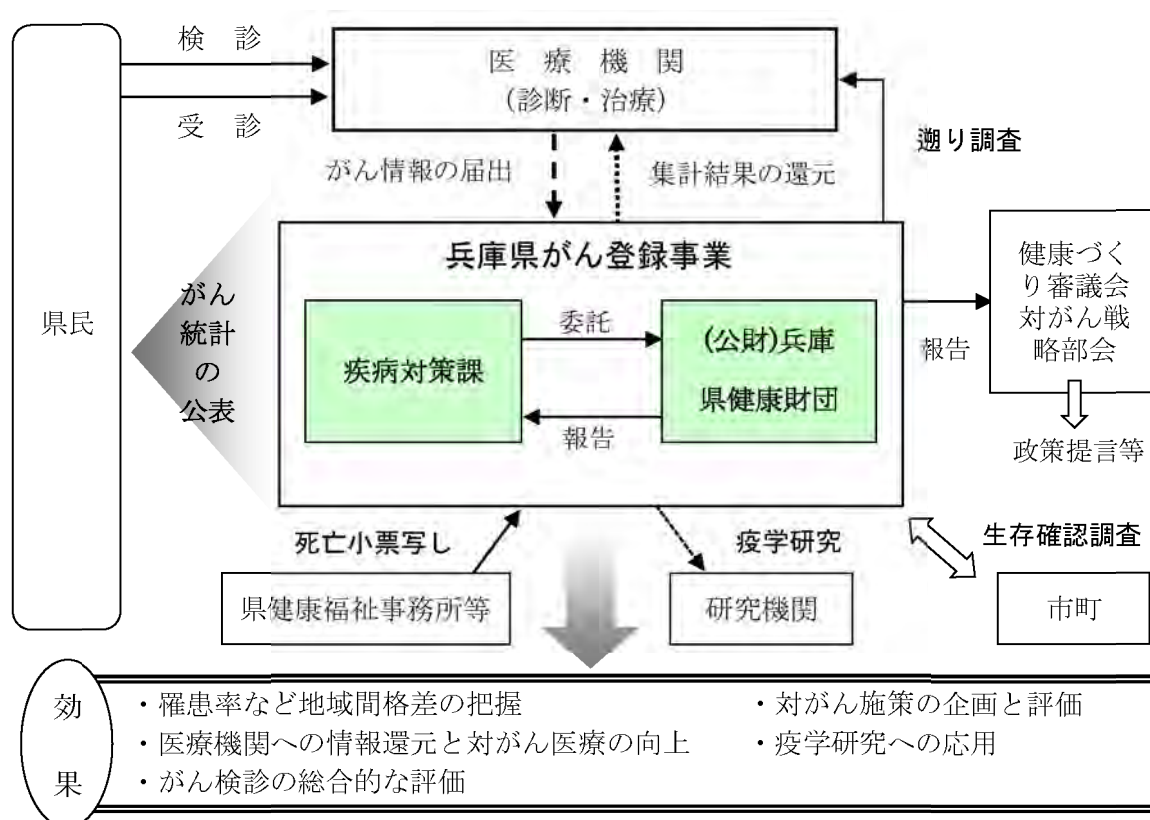 検 診
受 診
県民
医 療 機 関
(診断・治療)
がん情報の届出
集計結果の還元
遡り調査
がん
統計
の
公表
兵庫県がん登録事業
疾病対策課
委託
報告
(公財)兵庫
県健康財団
報告
健康づく
り審議会
対がん戦
略部会
政策提言等
死亡小票写し
県健康福祉事務所等
疫学研究
研究機関
生存確認調査
市町
効
果
・罹患率など地域間格差の把握
・医療機関への情報還元と対がん医療の向上
・がん検診の総合的な評価
・対がん施策の企画と評価
・疫学研究への応用